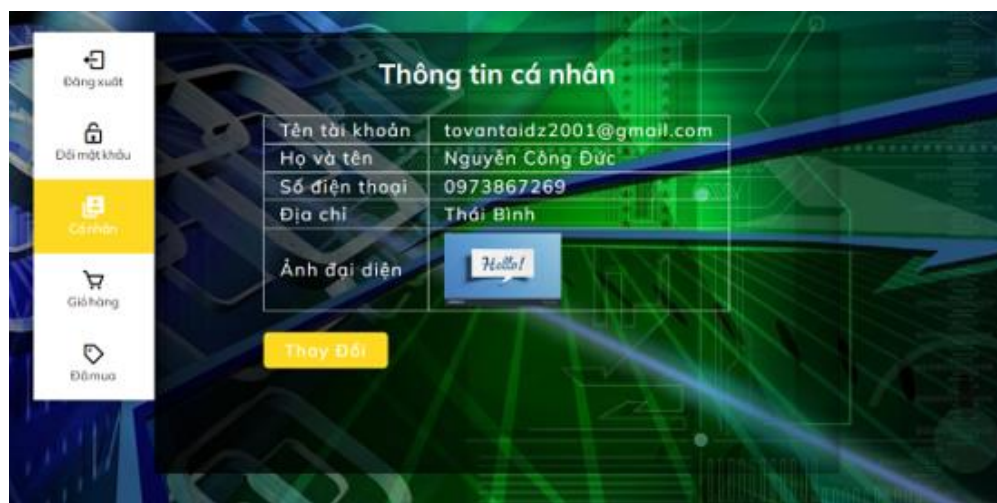 Đăng xuất
Đổi mật khẩu
Cá nhân
Giỏ hàng
Đã mua
Thông tin cá nhân
Tên tài khoản tovantaidz2001@gmail.com
Họ và tên Nguyễn Công Đức
Số điện thoại 0973867269
Địa chỉ Thái Bình
Ảnh đại diện Hello!
Thay Đổi